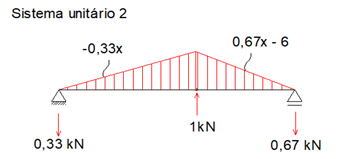 Sistema unitário 2
-0,33x
0,67x - 6
0,33 kN
1kN
0,67 kN